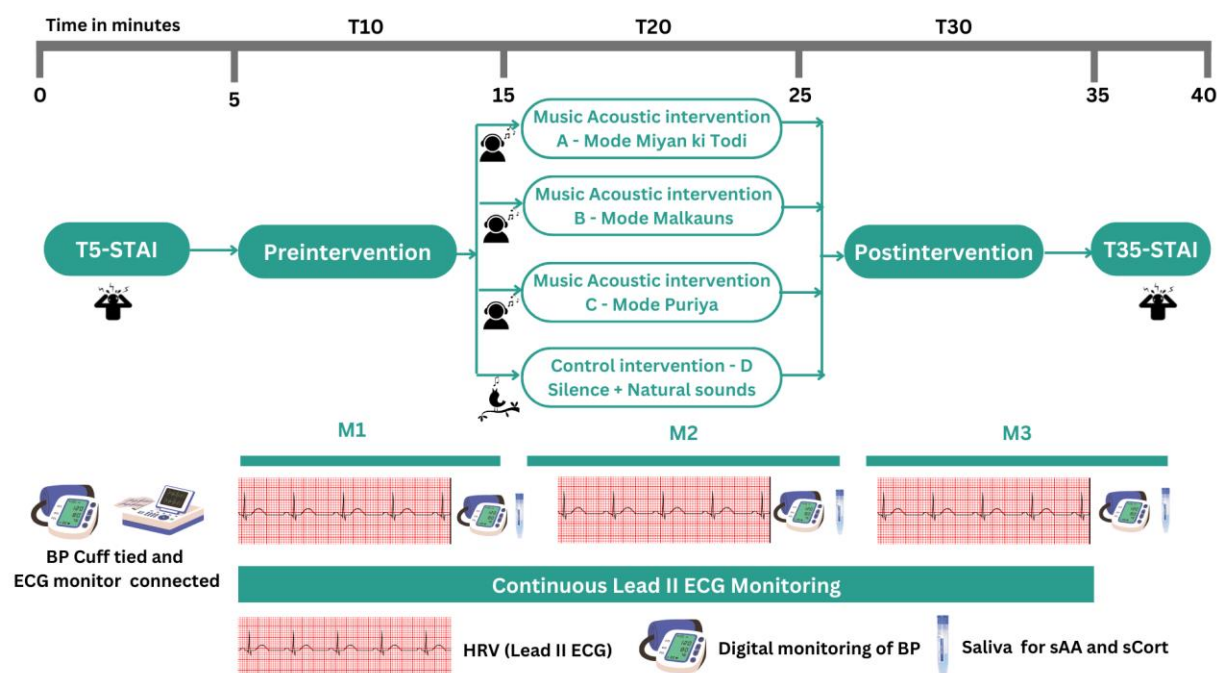 Time in minutes
T10
T20
T30
0
5
15
25
35
40
Music Acoustic intervention
A - Mode Miyan ki Todi
Music Acoustic intervention
B - Mode Malkauns
T5-STAI
Preintervention
Postintervention
T35-STAI
Music Acoustic intervention
C - Mode Puriya
Control intervention - D
Silence + Natural sounds
M1
M2
M3
BP Cuff tied and
ECG monitor connected
Continuous Lead II ECG Monitoring
HRV (Lead II ECG)
Digital monitoring of BP
Saliva for sAA and sCort